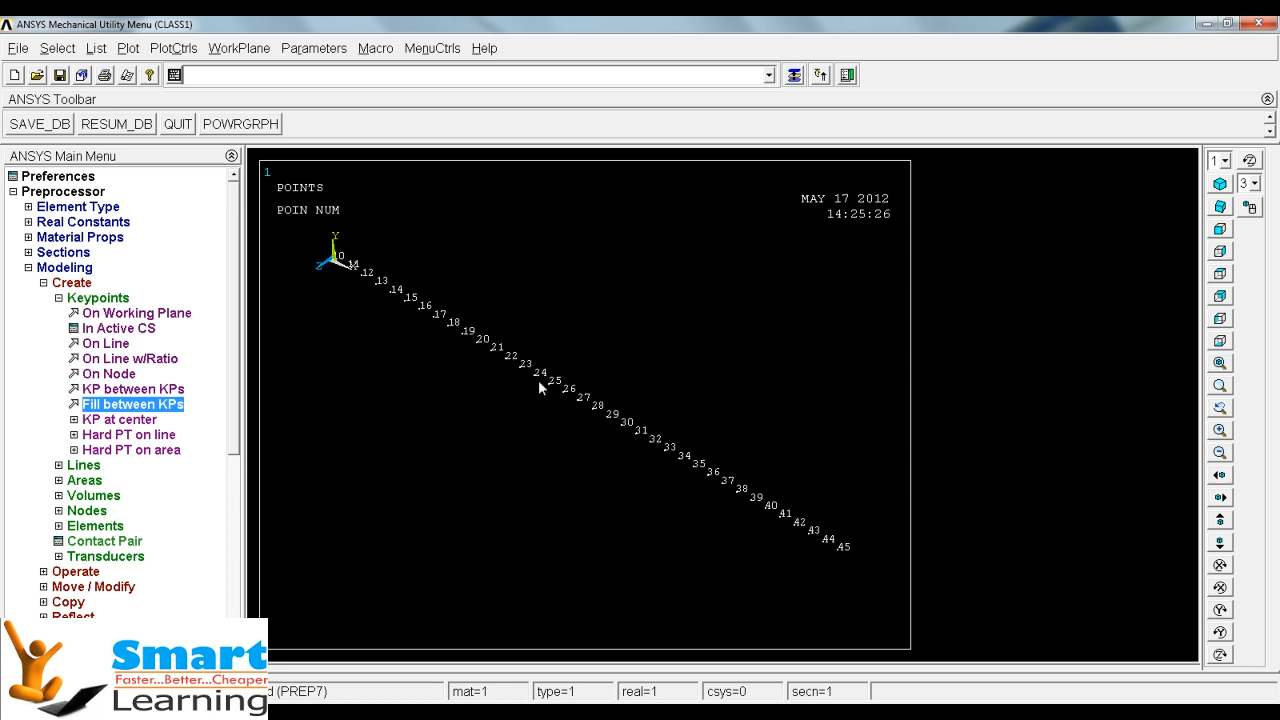 ANSYS Mechanical Utility Menu (CLASS1)
File Select List Plot PlotCtrls WorkPlane Parameters Macro MenuCtrls Help
ANSYS Toolbar
SAVE_DB RESUM_DB QUIT POWRGRPH
ANSYS Main Menu
Preferences
Preprocessor
Element Type
Real Constants
Material Props
Sections
Modeling
Create
Keypoints
On Working Plane
In Active CS
On Line
On Line w/Ratio
On Node
KP between KPs
Fill between KPs
KP at center
Hard PT on line
Hard PT on area
Lines
Areas
Volumes
Nodes
Elements
Contact Pair
Transducers
Operate
Move / Modify
Copy
Reflect
1
POINTS
POIN NUM
MAY 17 2012
14:25:26
Y
Z
X
12
13
14
15
16
17
18
19
20
21
22
23
24
25
26
27
28
29
30
31
32
33
34
35
36
37
38
39
40
41
42
43
44
45
1
3
(PREP7) mat=1 type=1 real=1 csys=0 secn=1
Smart
Faster...Better...Cheaper
Learning